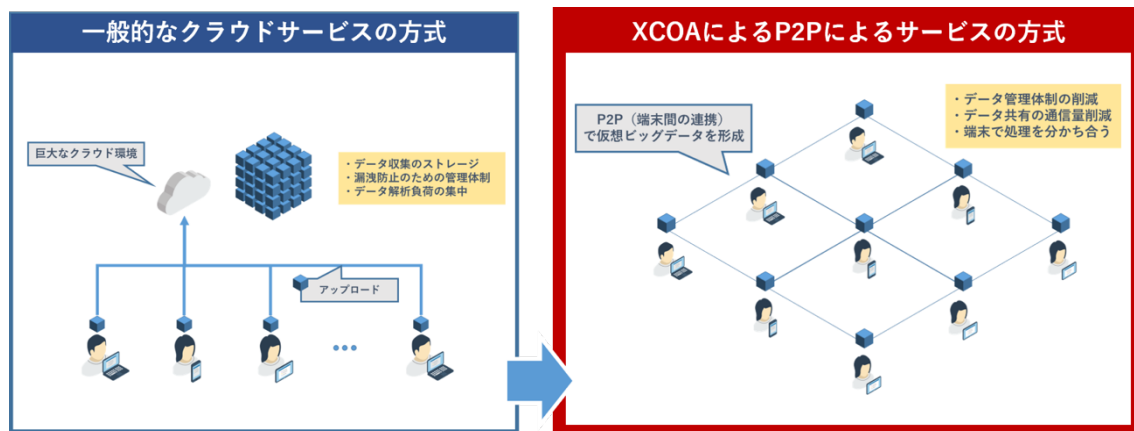 一般的なクラウドサービスの方式
巨大なクラウド環境
・データ収集のストレージ
・漏洩防止のための管理体制
・データ解析負荷の集中
アップロード
XCOAによるP2Pによるサービスの方式
P2P（端末間の連携）
で仮想ビッグデータを形成
・データ管理体制の削減
・データ共有の通信量削減
・端末で処理を分かち合う